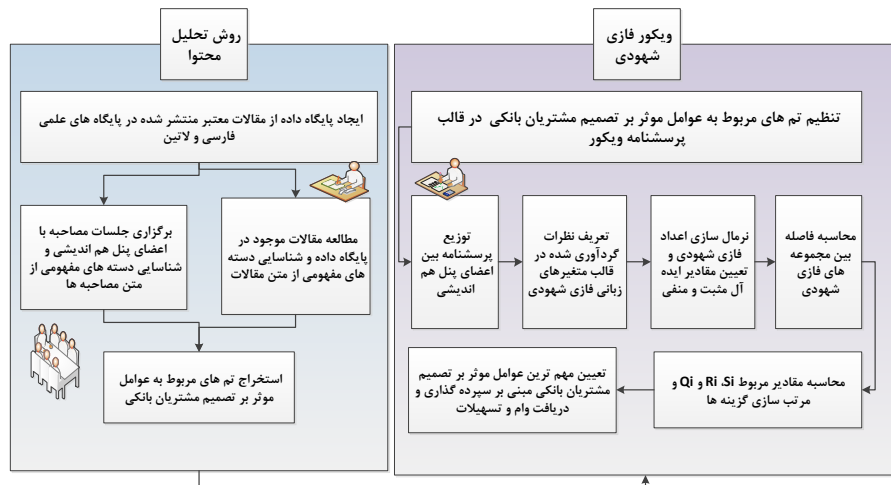 روش تحلیل
محتوا
ایجاد پایگاه داده از مقالات معتبر منتشر شده در پایگاه های علمی
فارسی و لاتین
مطالعه مقالات موجود در
پایگاه داده و شناسایی دسته
های مفهومی از متن مقالات
برگزاری جلسات مصاحبه با
اعضای پنل هم اندیشی و
شناسایی دسته های مفهومی از
متن مصاحبه ها
استخراج تم های مربوط به عوامل
موثر بر تصمیم مشتریان بانکی
ویکور فازی
شهودی
تنظیم تم های مربوط به عوامل موثر بر تصمیم مشتریان بانکی در قالب
پرسشنامه ویکور
توزیع
پرسشنامه بین
اعضای پنل هم
اندیشی
تعریف نظرات
گردآوری شده در
قالب متغیرهای
زبانی فازی شهودی
نرمال سازی اعداد
فازی شهودی و
تعیین مقادیر ایده
آل مثبت و منفی
محاسبه فاصله
بین مجموعه
های فازی
شهودی
محاسبه مقادیر مربوط Ri ،Si و Qi و
مرتب سازی گزینه ها
تعیین مهم ترین عوامل موثر بر تصمیم
مشتریان بانکی مبنی بر سپرده گذاری و
دریافت وام و تسهیلات